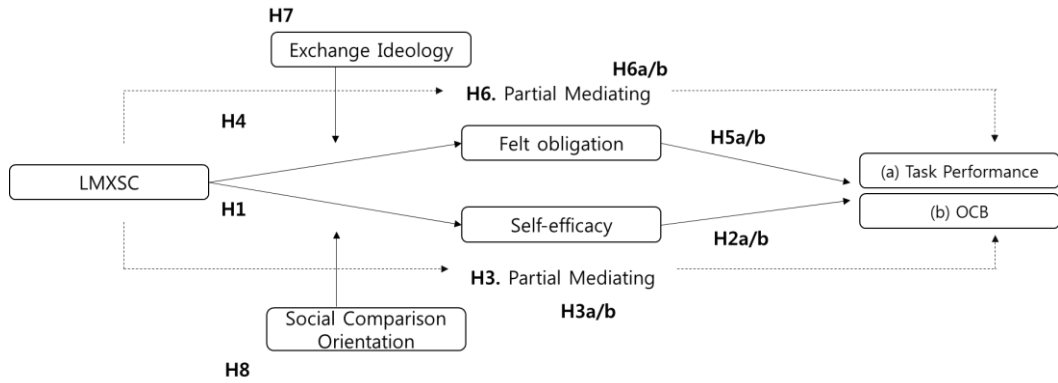 H7
Exchange Ideology
H6a/b
H6. Partial Mediating
H4
Felt obligation
H5a/b
LMXSC
(a) Task Performance
H1
Self-efficacy
(b) OCB
H2a/b
H3. Partial Mediating
H3a/b
Social Comparison
Orientation
H8